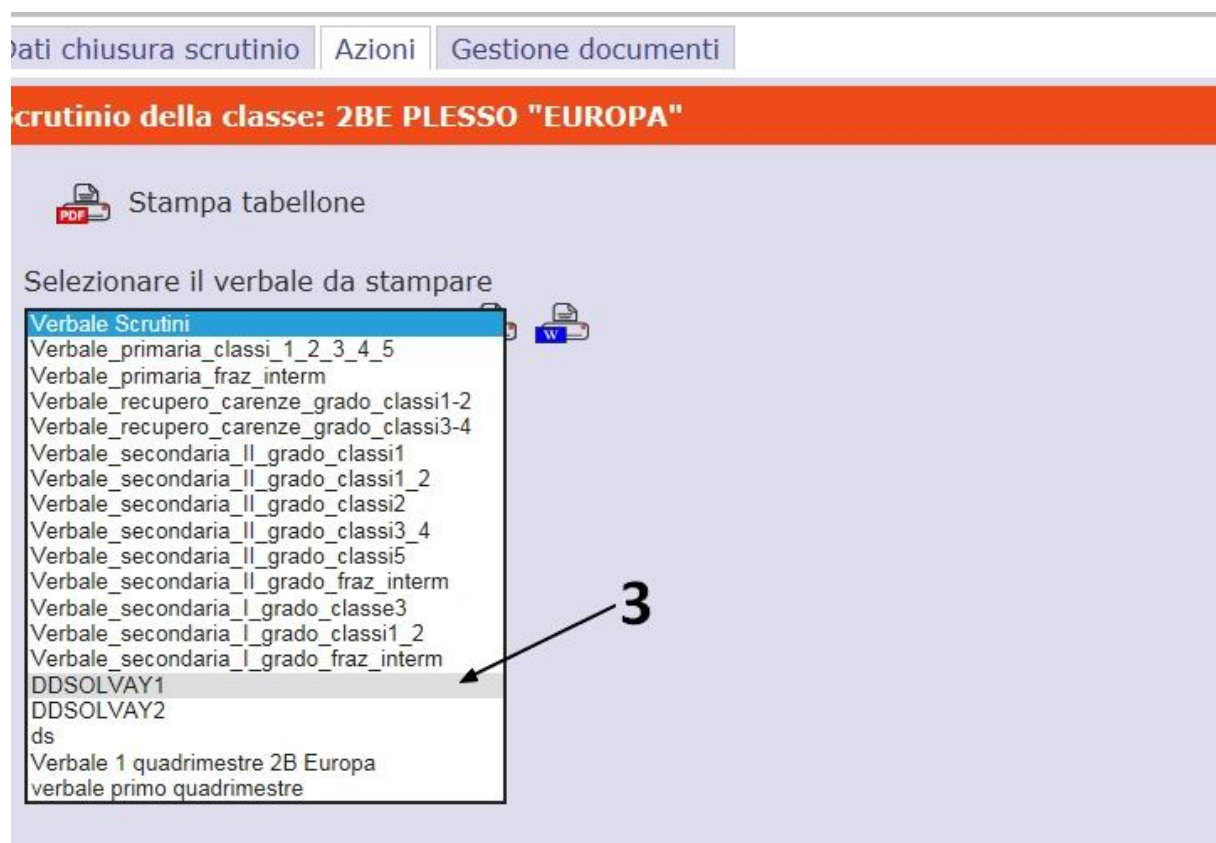 Dati chiusura scrutinio Azioni Gestione documenti
Scrutinio della classe: 2BE PLESSO "EUROPA"
PDF Stampa tabellone
Selezionare il verbale da stampare
Verbale Scrutini
W
Verbale_primaria_classi_1_2_3_4_5
Verbale_primaria_fraz_interm
Verbale_recupero_carenze_grado_classi1-2
Verbale_recupero_carenze_grado_classi3-4
Verbale_secondaria_II_grado_classi1
Verbale_secondaria_II_grado_classi1_2
Verbale_secondaria_II_grado_classi2
Verbale_secondaria_II_grado_classi3_4
Verbale_secondaria_II_grado_classi5
Verbale_secondaria_II_grado_fraz_interm
Verbale_secondaria_I_grado_classe3
3
Verbale_secondaria_I_grado_classi1_2
Verbale_secondaria_I_grado_fraz_interm
DDSOLVAY1
DDSOLVAY2
ds
Verbale 1 quadrimestre 2B Europa
verbale primo quadrimestre